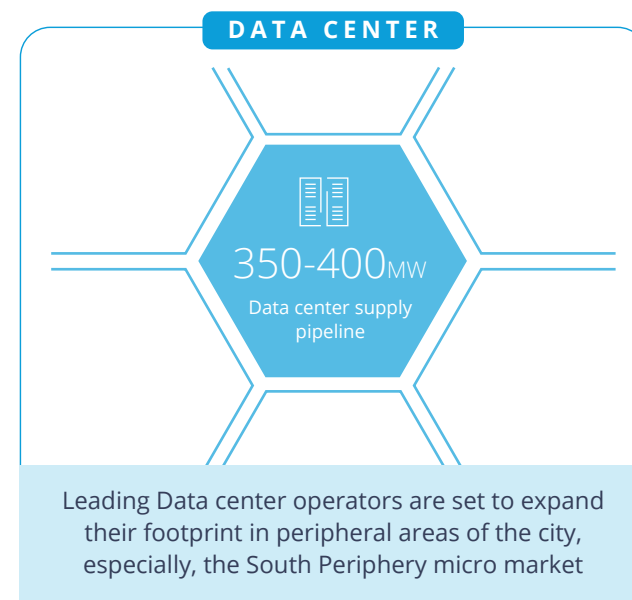 DATA CENTER
350-400MW
Data center supply
pipeline
Leading Data center operators are set to expand
their footprint in peripheral areas of the city,
especially, the South Periphery micro market